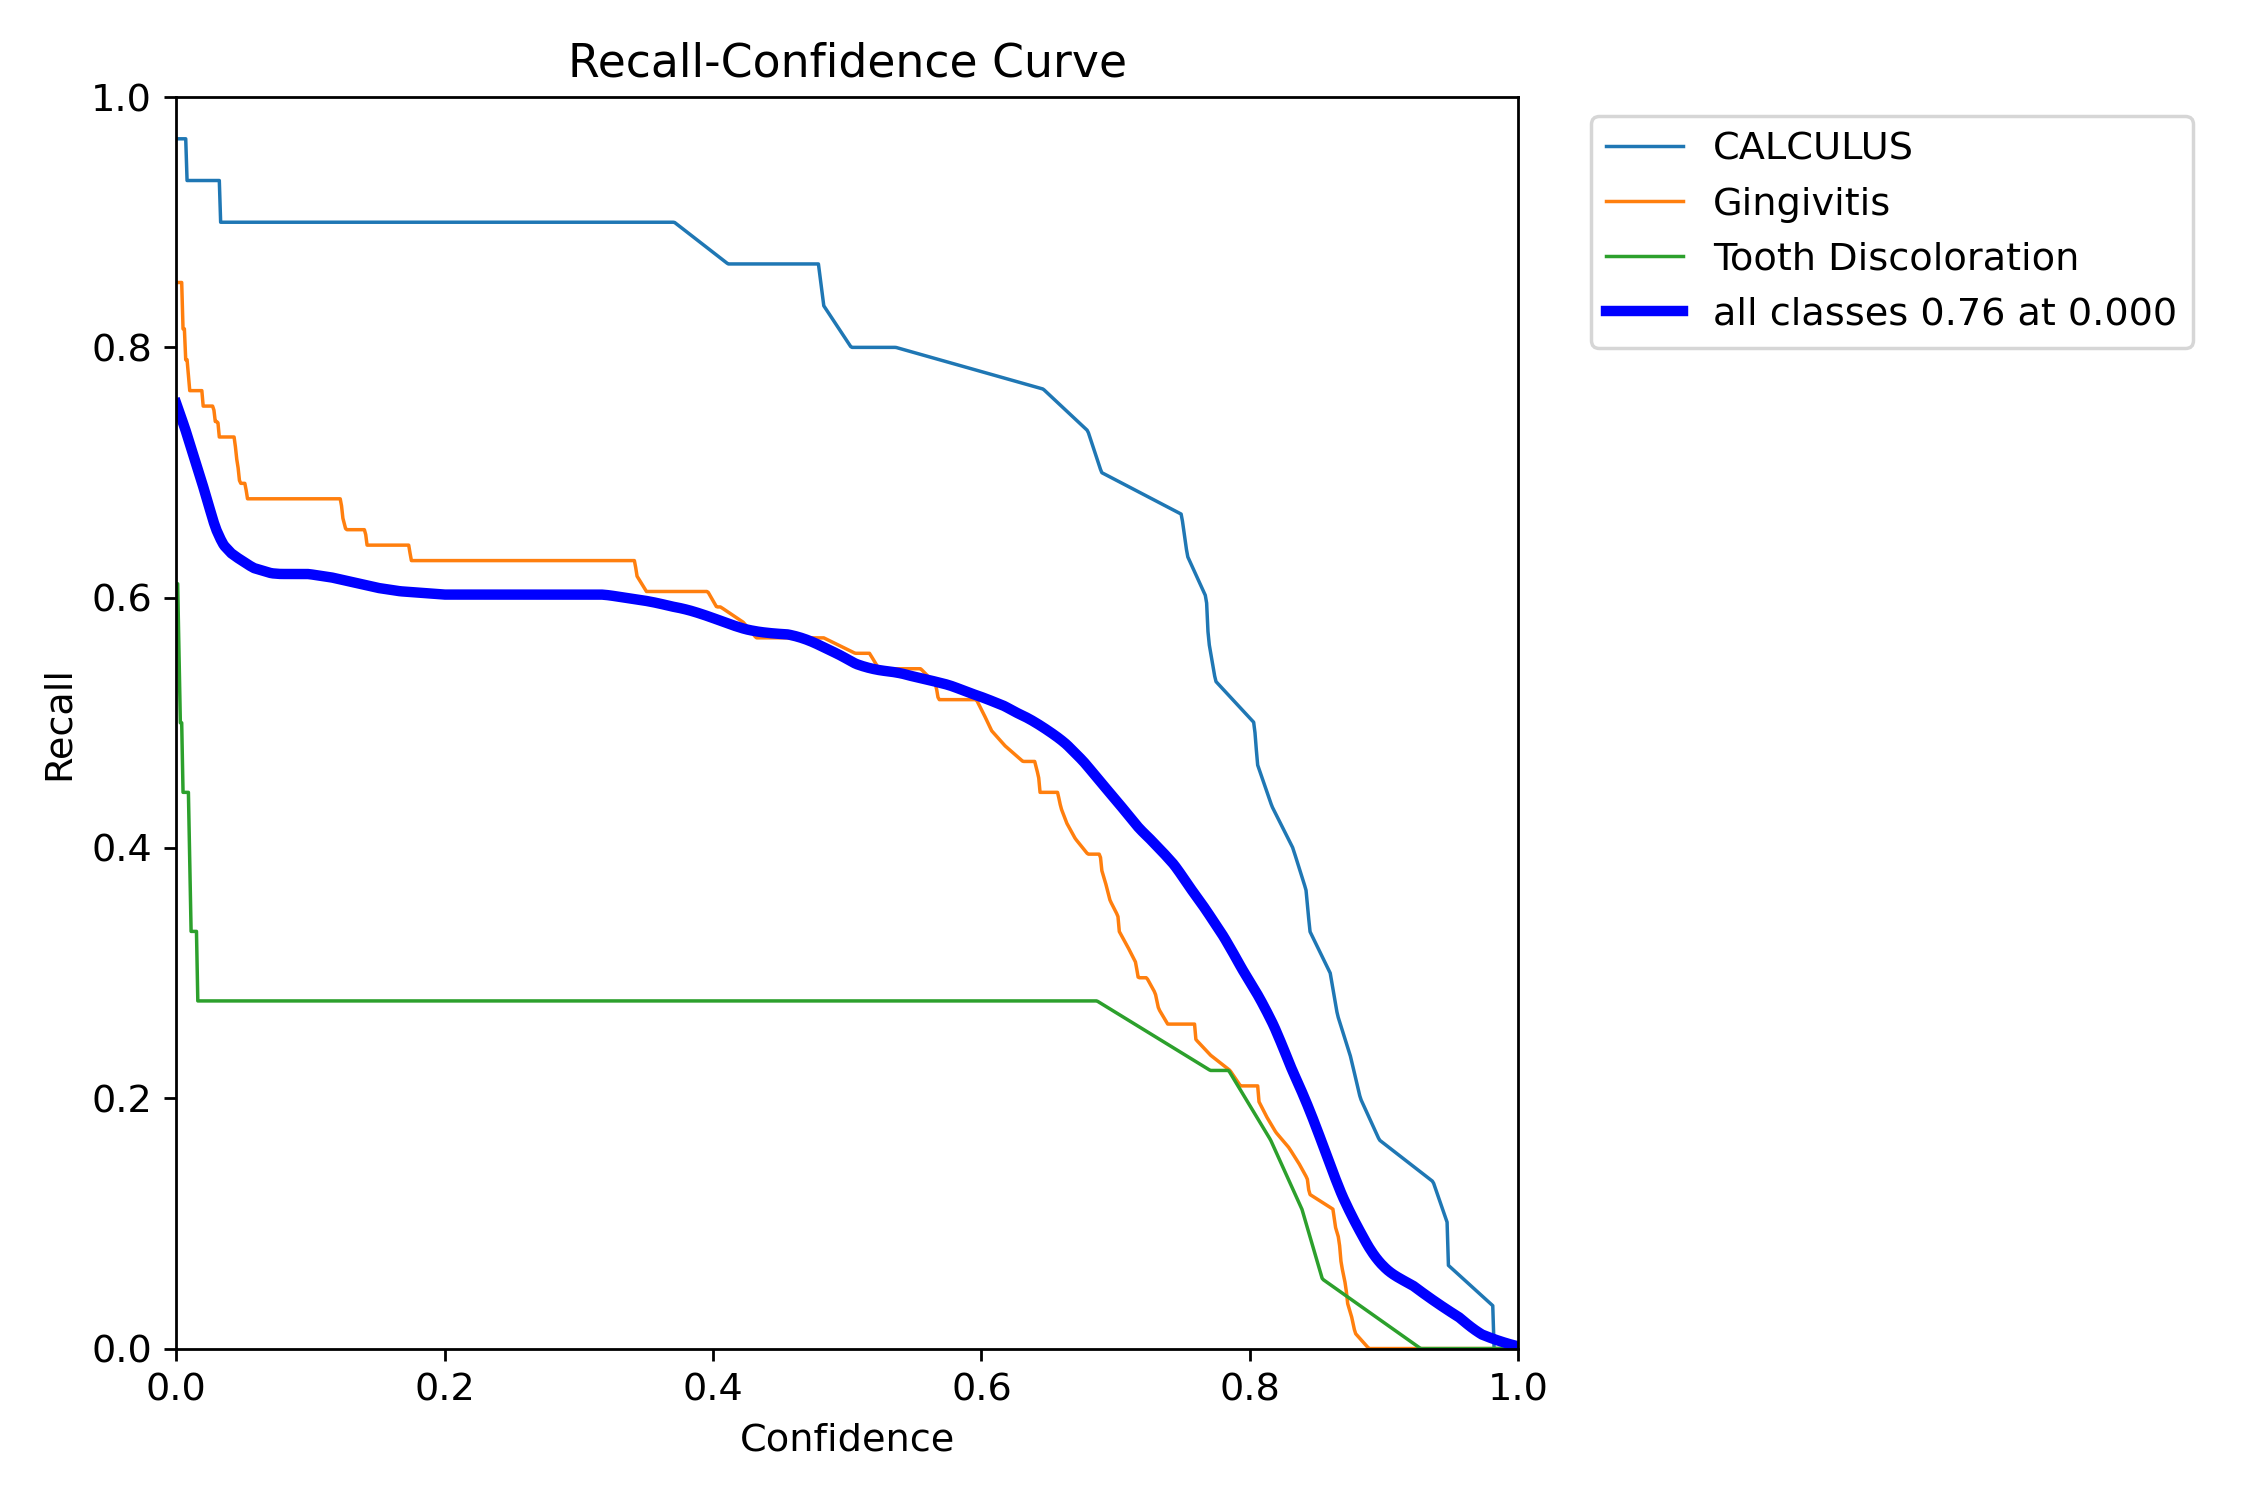 Recall-Confidence Curve
1.0
0.8
0.6
0.4
0.2
0.0
Recall
0.0 0.2 0.4 0.6 0.8 1.0
Confidence
CALCULUS
Gingivitis
Tooth Discoloration
all classes 0.76 at 0.000